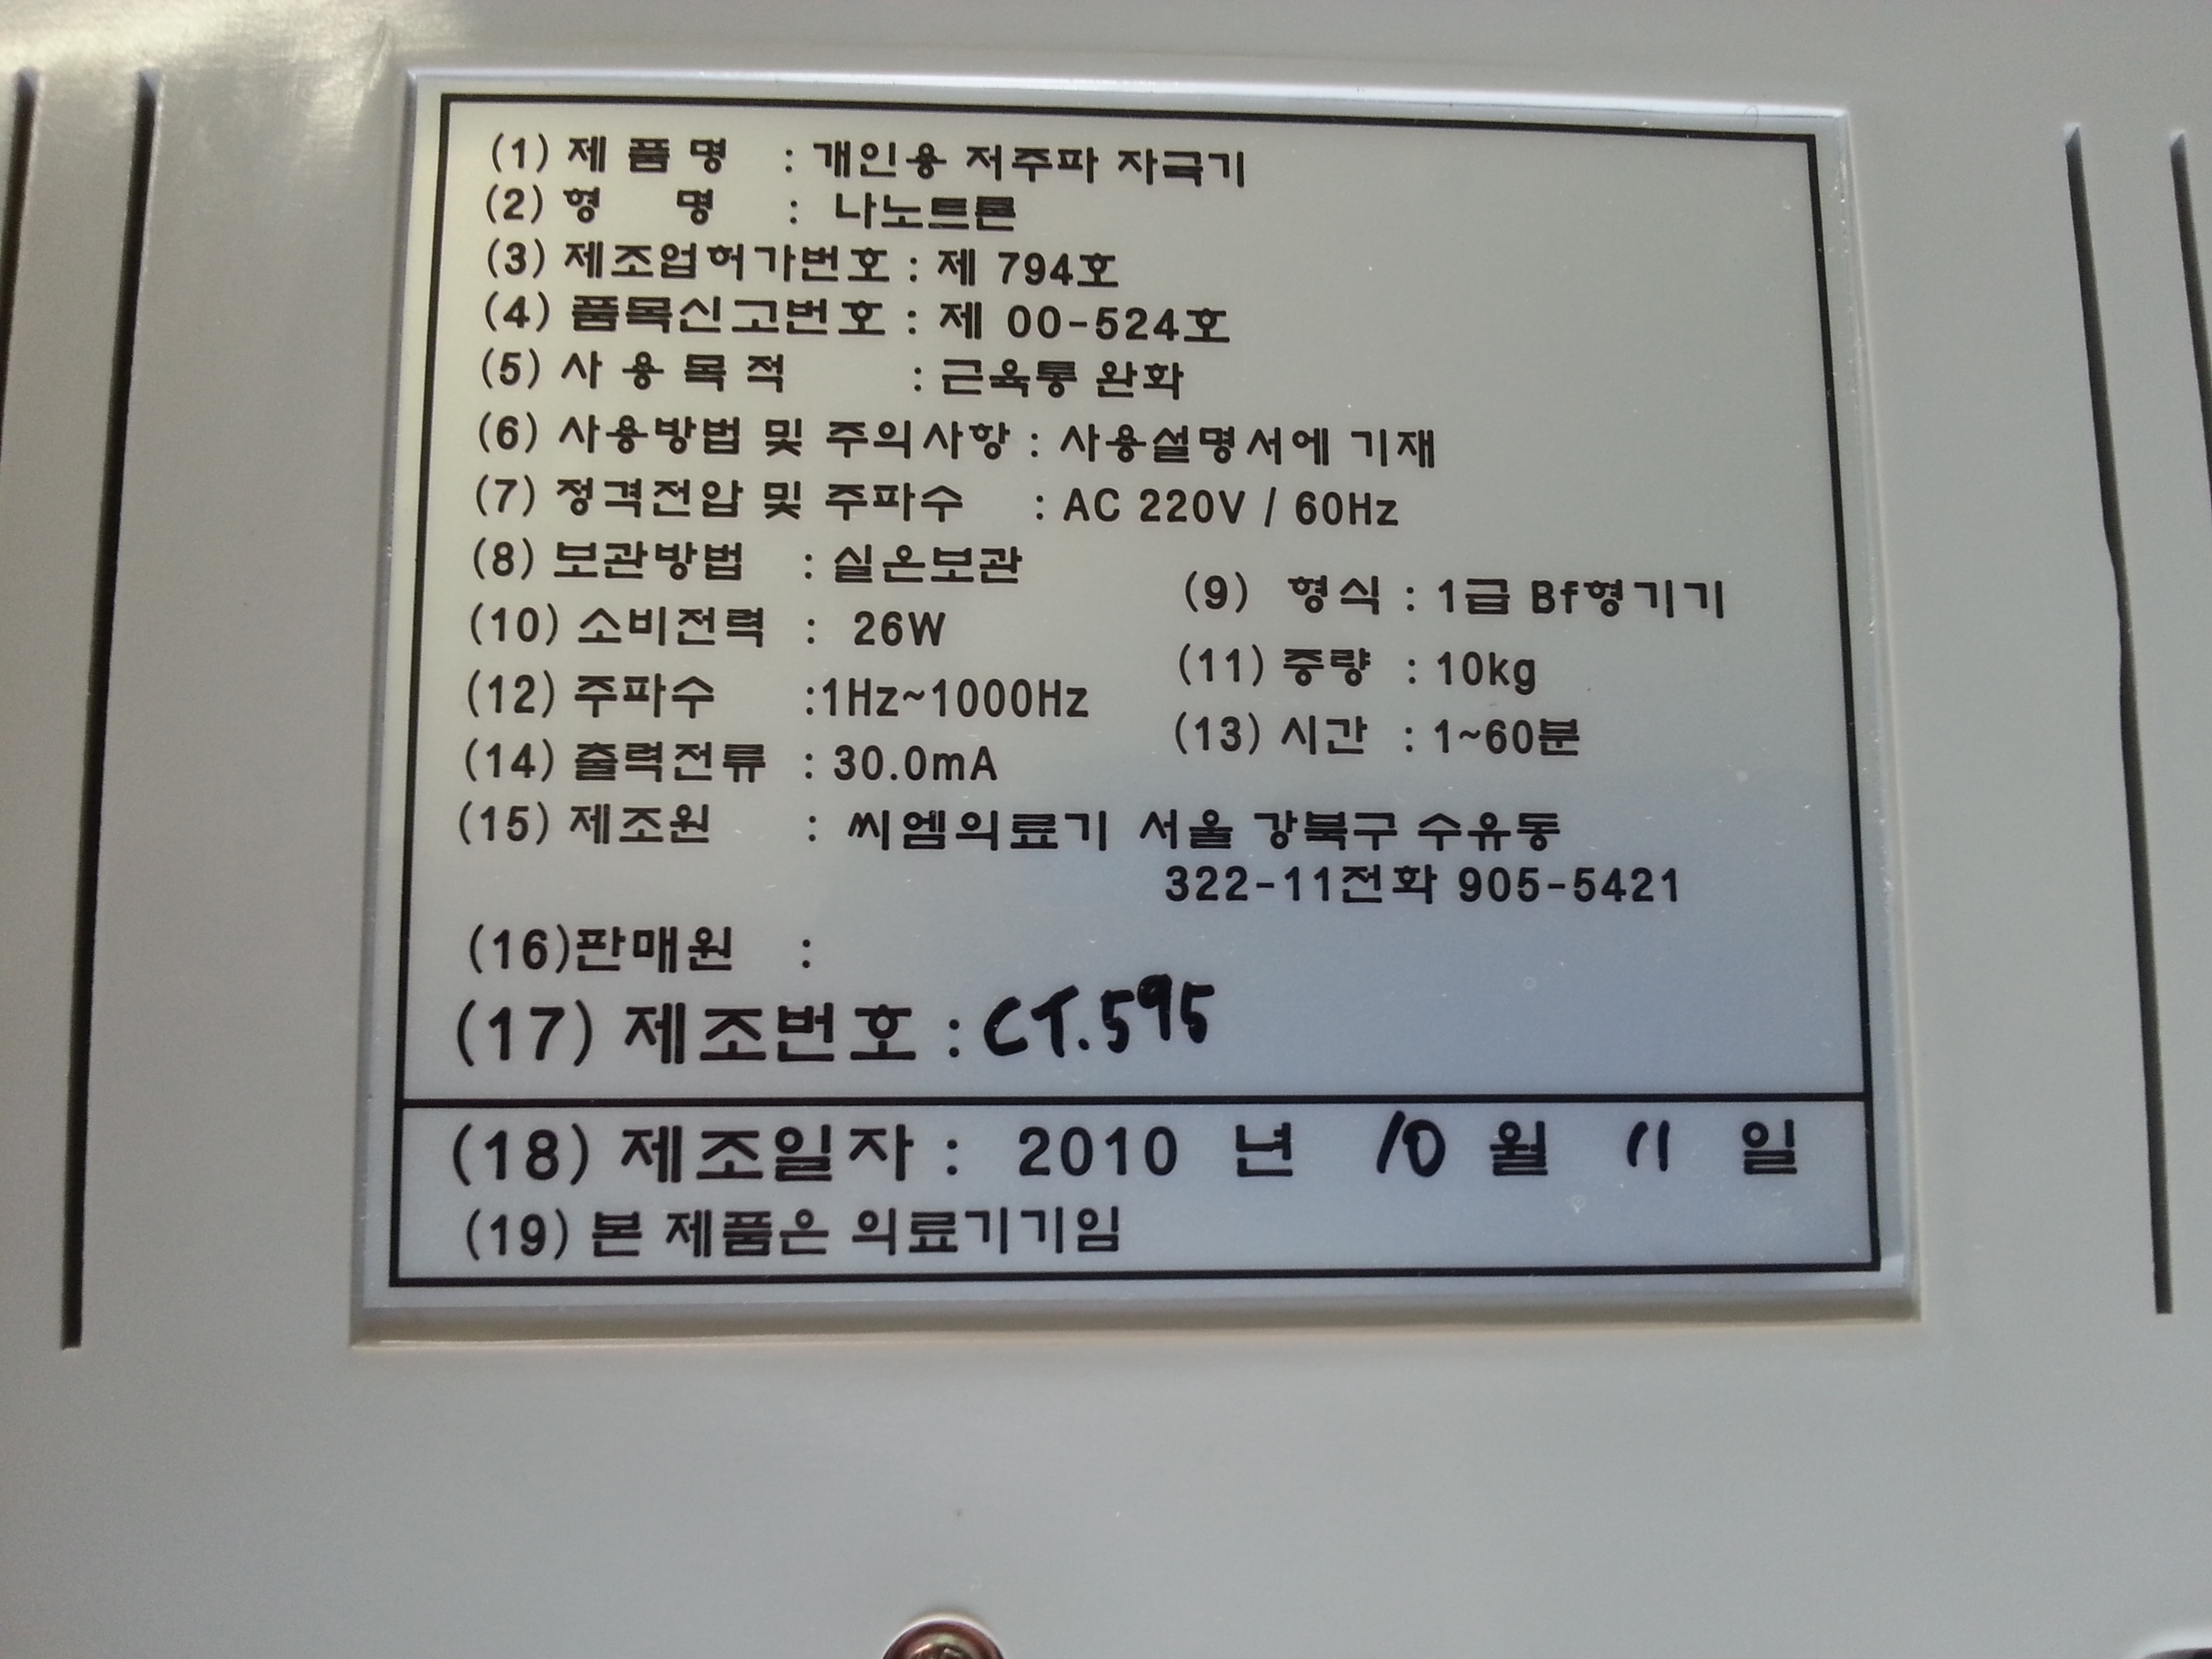 (1) 제 품 명 : 개인용 저주파 자극기
(2) 형 명 : 나노트론
(3) 제조업허가번호 : 제 794호
(4) 품목신고번호 : 제 00-524호
(5) 사 용 목 적 : 근육통 완화
(6) 사용방법 및 주의사항 : 사용설명서에 기재
(7) 정격전압 및 주파수 : AC 220V / 60Hz
(8) 보관방법 : 실온보관
(9) 형식 : 1급 Bf형기기
(10) 소비전력 : 26W
(11) 중량 : 10kg
(12) 주파수 :1Hz~1000Hz
(13) 시간 : 1~60분
(14) 출력전류 : 30.0mA
(15) 제조원 : 씨엠의료기 서울 강북구 수유동
322-11전화 905-5421
(16)판매원 :
(17) 제조번호 : CT.595
(18) 제조일자 : 2010 년 10 월 11 일
(19) 본 제품은 의료기기임